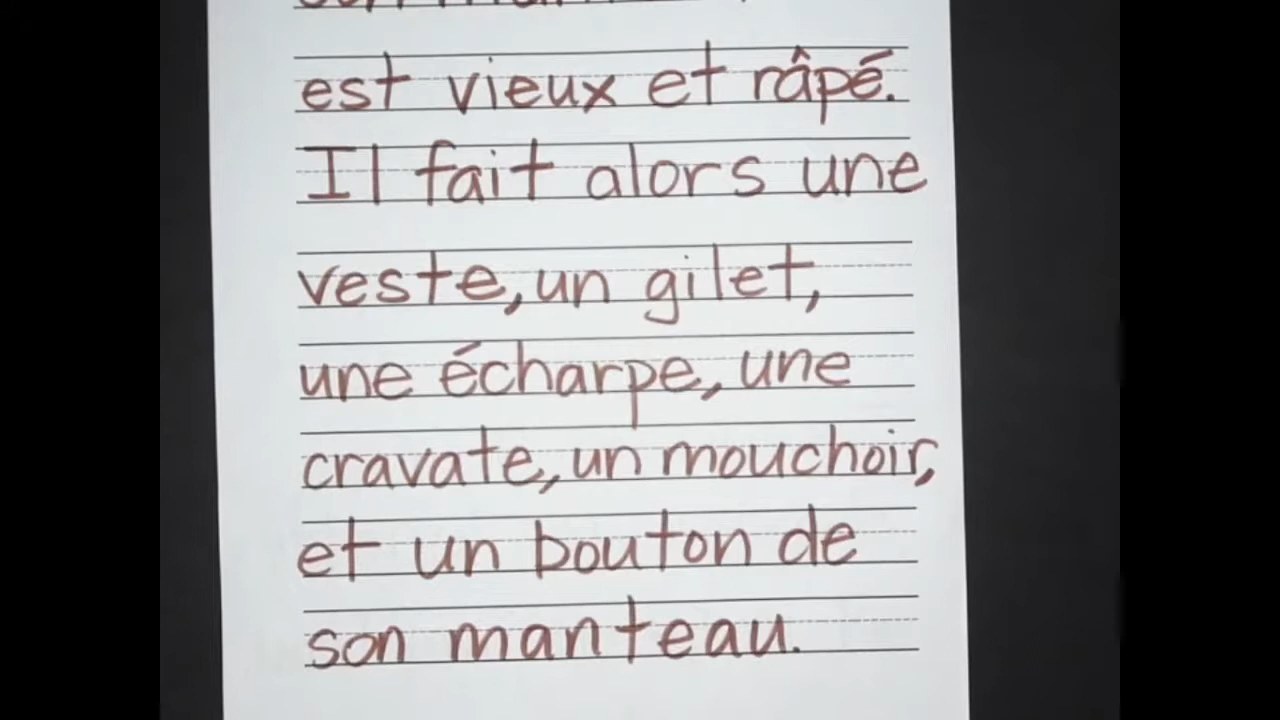 est vieux et râpé.
Il fait alors une
veste, un gilet,
une écharpe, une
cravate, un mouchoir,
et un bouton de
son manteau.